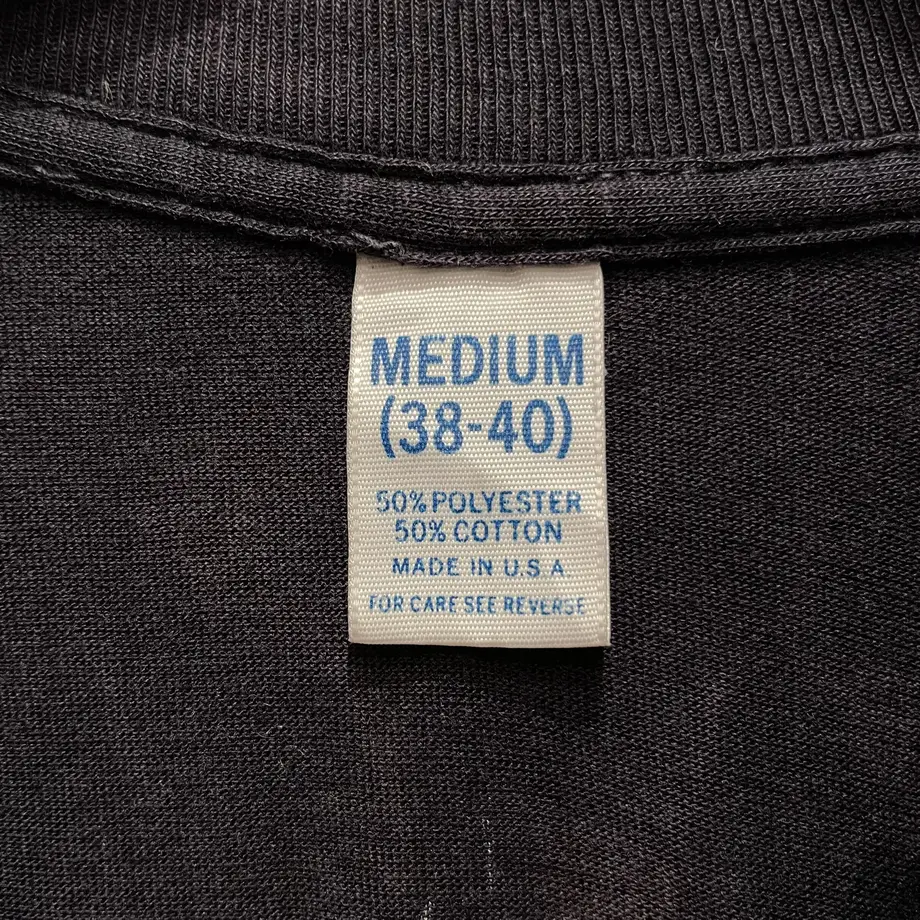 MEDIUM
(38-40)
50% POLYESTER
50% COTTON
MADE IN U.S.A.
FOR CARE SEE REVERSE